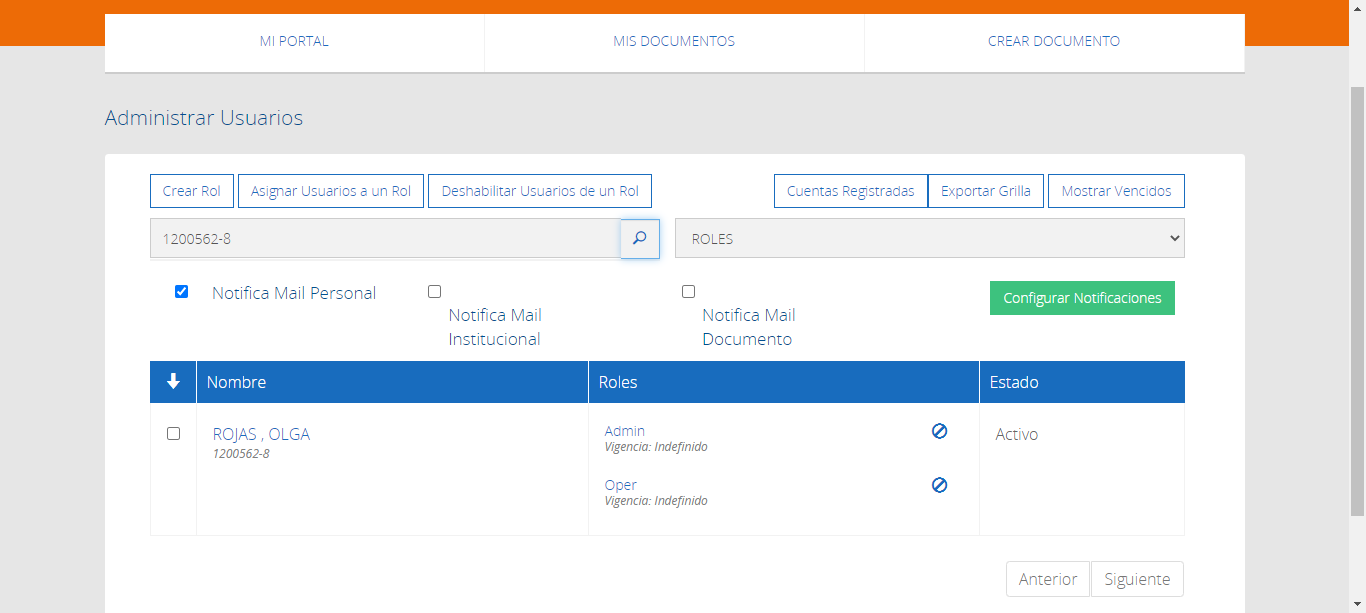 MI PORTAL
MIS DOCUMENTOS
CREAR DOCUMENTO
Administrar Usuarios
Crear Rol
Asignar Usuarios a un Rol
Deshabilitar Usuarios de un Rol
Cuentas Registradas
Exportar Grilla
Mostrar Vencidos
1200562-8
ROLES
Notifica Mail Personal
Notifica Mail
Institucional
Notifica Mail
Documento
Configurar Notificaciones
Nombre
Roles
Estado
ROJAS , OLGA
1200562-8
Admin
Vigencia: Indefinido
Oper
Vigencia: Indefinido
Activo
Anterior
Siguiente